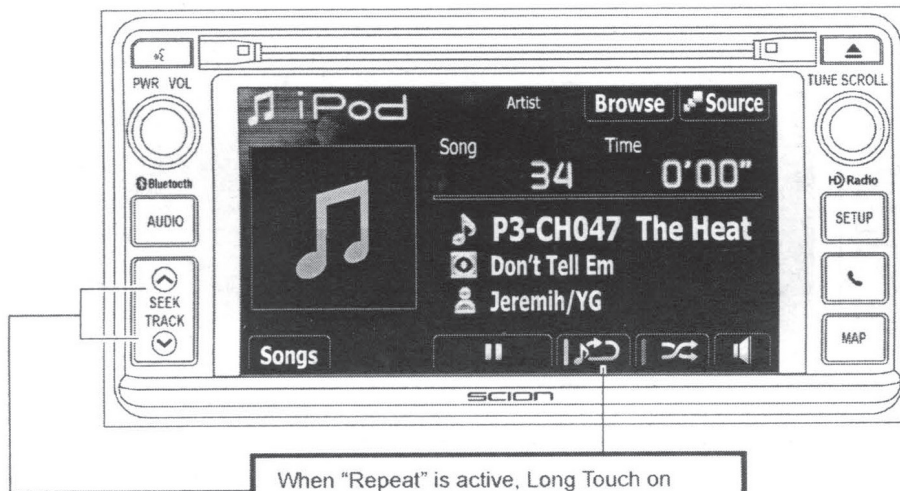 PWR VOL
TUNE SCROLL
iPod
Artist
Browse
Source
Song
Time
34
0'00"
Bluetooth
HD Radio
AUDIO
SETUP
P3-CH047 The Heat
Don't Tell Em
Jeremih/YG
SEEK
TRACK
MAP
Songs
SCION
When “Repeat” is active, Long Touch on